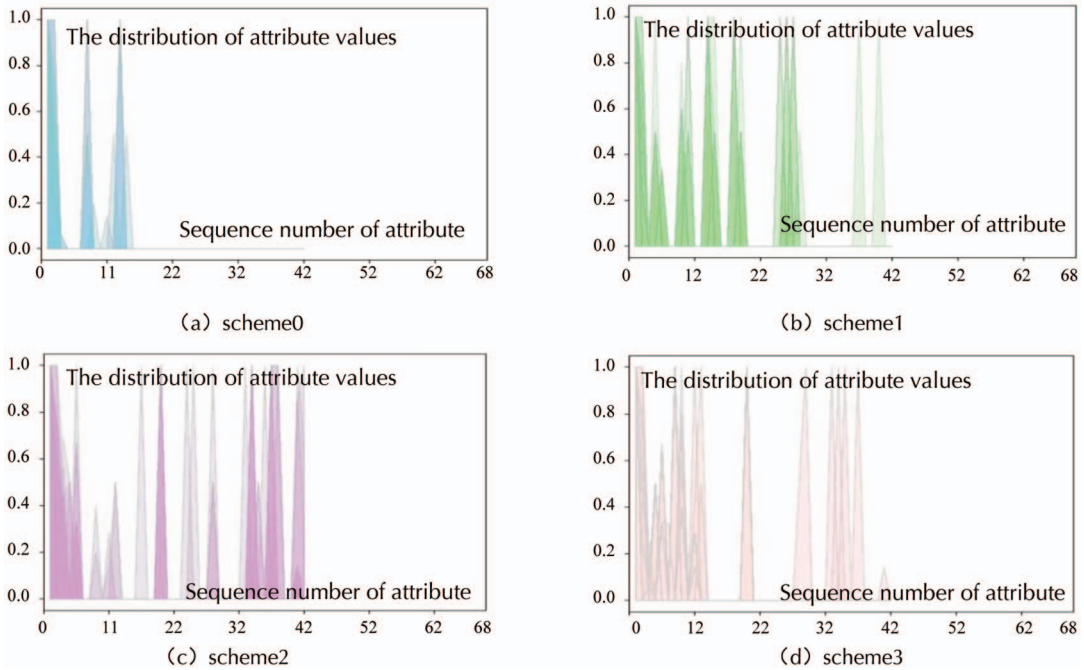 1.0
The distribution of attribute values
0.8
0.6
0.4
0.2
Sequence number of attribute
0.0
0 11 22 32 42 52 62 68
(a) scheme0
1.0
The distribution of attribute values
0.8
0.6
0.4
0.2
Sequence number of attribute
0.0
0 12 22 32 42 52 62 68
(b) scheme1
1.0
The distribution of attribute values
0.8
0.6
0.4
0.2
Sequence number of attribute
0.0
0 11 22 32 42 52 62 68
(c) scheme2
1.0
The distribution of attribute values
0.8
0.6
0.4
0.2
Sequence number of attribute
0.0
0 12 22 32 42 52 62 68
(d) scheme3